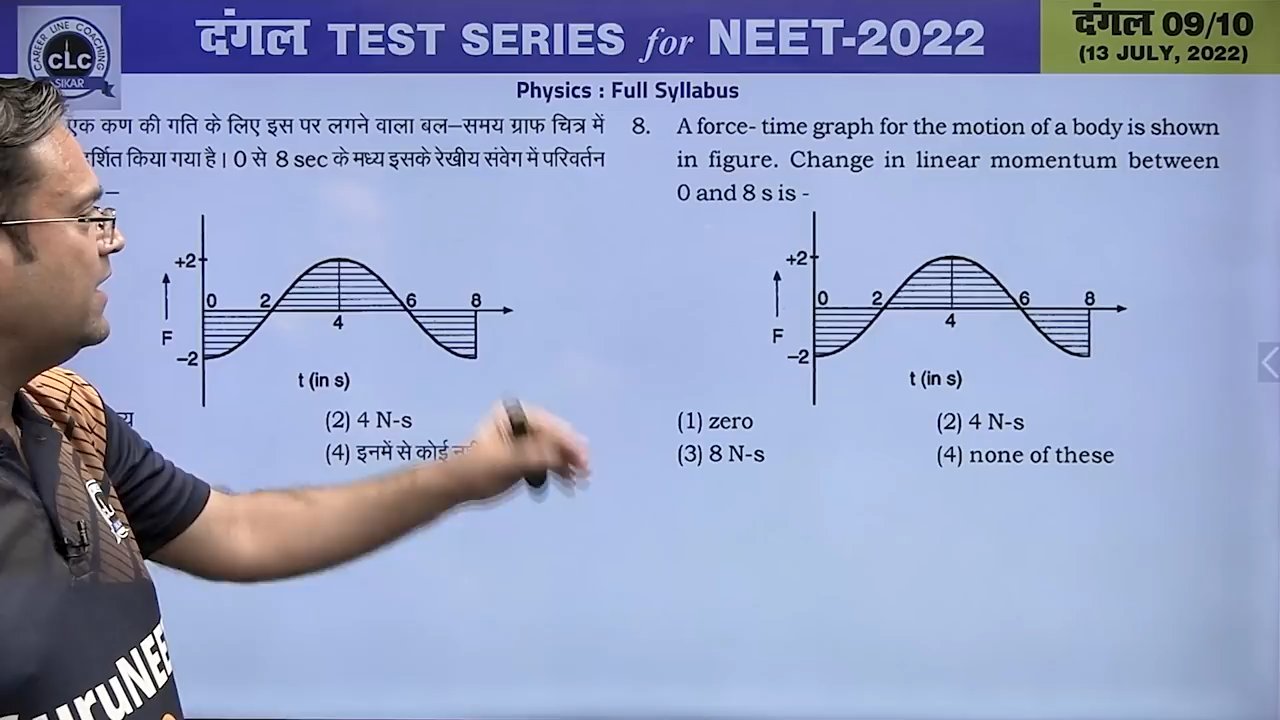 दंगल TEST SERIES for NEET-2022
दंगल 09/10
(13 JULY, 2022)
CAREER LINE COACHING
CLC
SIKAR
Physics : Full Syllabus
एक कण की गति के लिए इस पर लगने वाला बल–समय ग्राफ चित्र में
किया गया है। 0 से 8 sec के मध्य इसके रेखीय संवेग में परिवर्तन
–
+2
0 2 6 8
4
F
–2
t (in s)
(2) 4 N-s
(4) इनमें से कोई
8. A force- time graph for the motion of a body is shown
in figure. Change in linear momentum between
0 and 8 s is -
+2
0 2 6 8
4
F
–2
t (in s)
(1) zero (2) 4 N-s
(3) 8 N-s (4) none of these